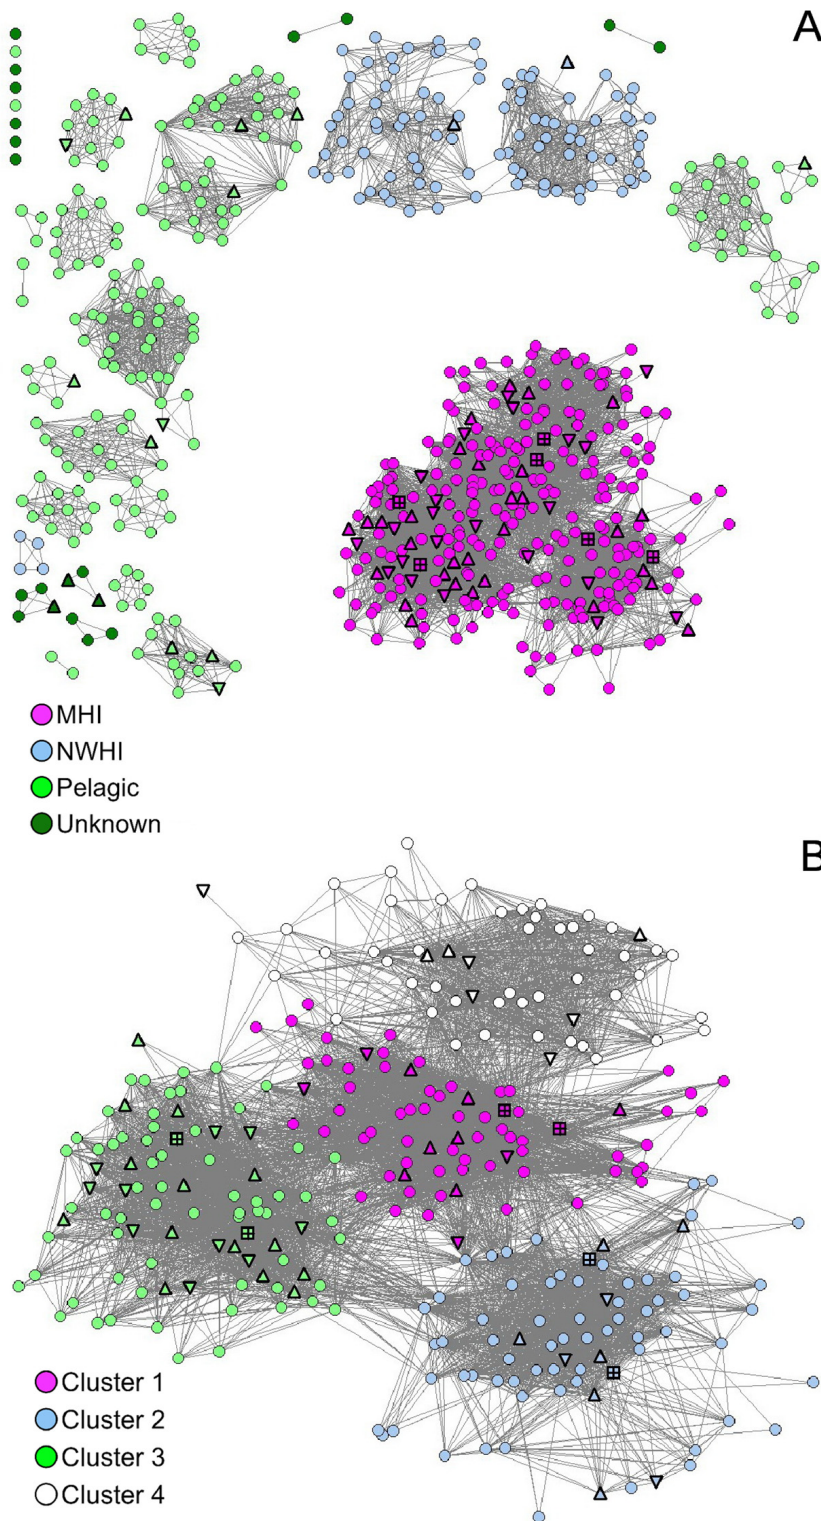 A
MHI
NWHI
Pelagic
Unknown
B
Cluster 1
Cluster 2
Cluster 3
Cluster 4